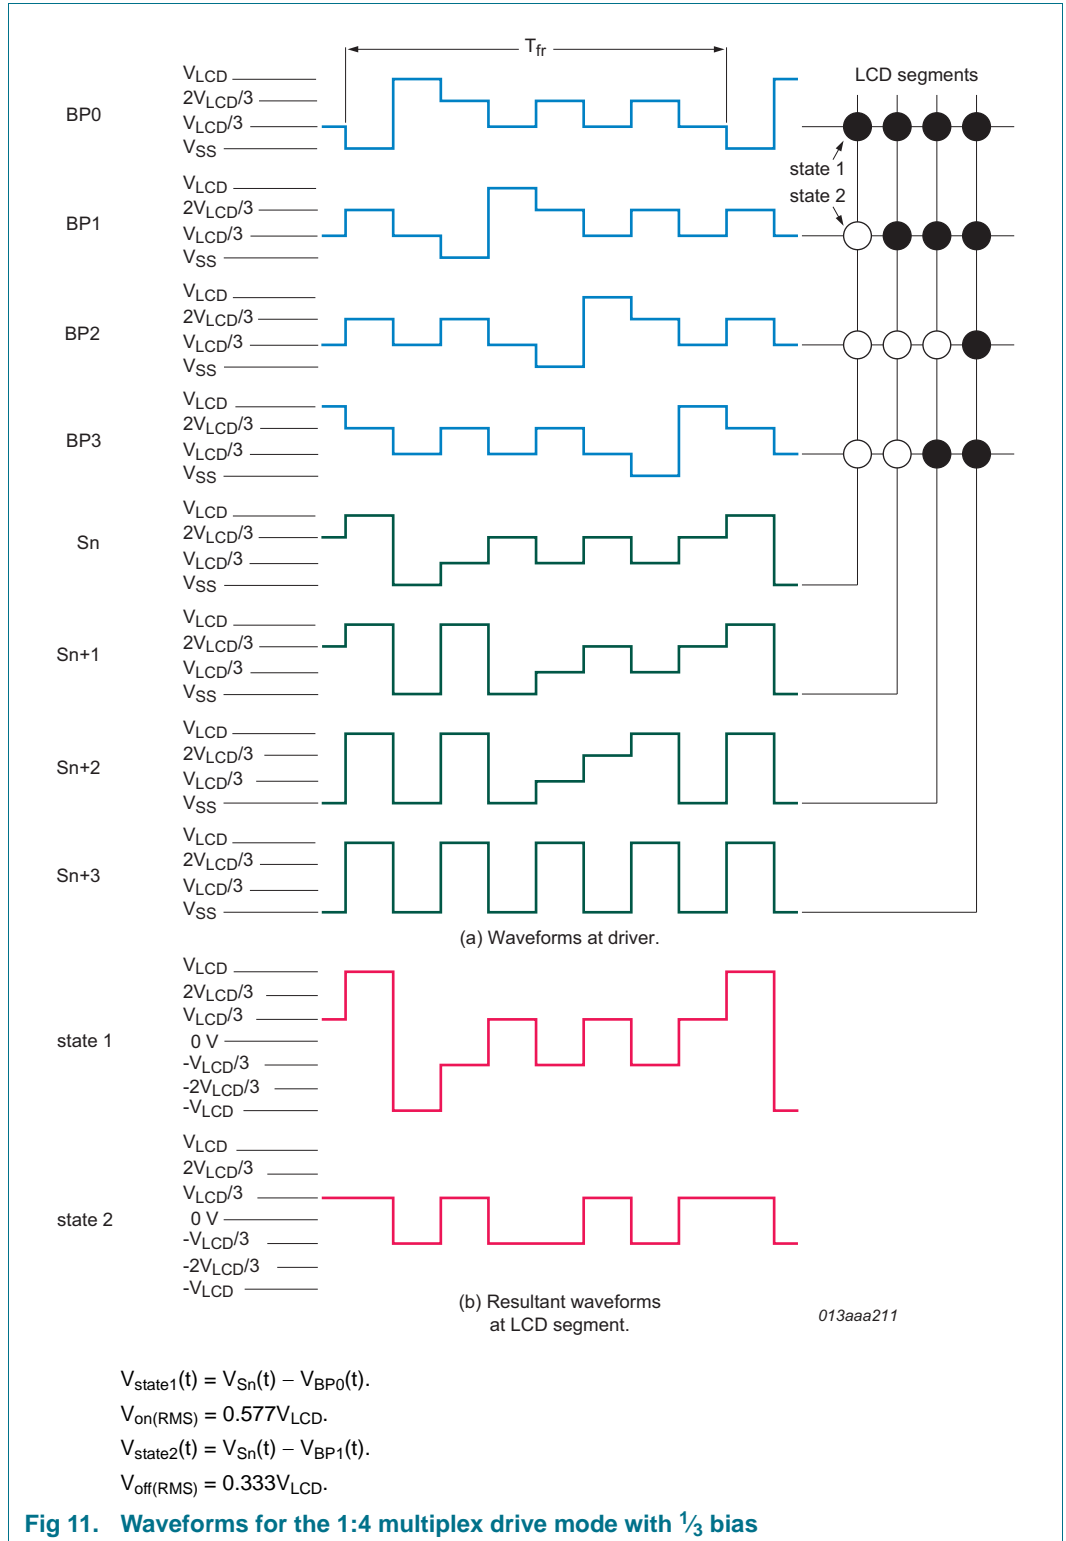 Tfr
BP0
VLCD
2VLCD/3
VLCD/3
VSS
LCD segments
state 1
state 2
BP1
VLCD
2VLCD/3
VLCD/3
VSS
BP2
VLCD
2VLCD/3
VLCD/3
VSS
BP3
VLCD
2VLCD/3
VLCD/3
VSS
Sn
VLCD
2VLCD/3
VLCD/3
VSS
Sn+1
VLCD
2VLCD/3
VLCD/3
VSS
Sn+2
VLCD
2VLCD/3
VLCD/3
VSS
Sn+3
VLCD
2VLCD/3
VLCD/3
VSS
(a) Waveforms at driver.
state 1
VLCD
2VLCD/3
VLCD/3
0 V
-VLCD/3
-2VLCD/3
-VLCD
state 2
VLCD
2VLCD/3
VLCD/3
0 V
-VLCD/3
-2VLCD/3
-VLCD
(b) Resultant waveforms
at LCD segment.
013aaa211
Vstate1(t) = VSn(t) − VBP0(t).
Von(RMS) = 0.577VLCD.
Vstate2(t) = VSn(t) − VBP1(t).
Voff(RMS) = 0.333VLCD.
Fig 11. Waveforms for the 1:4 multiplex drive mode with 1⁄3 bias